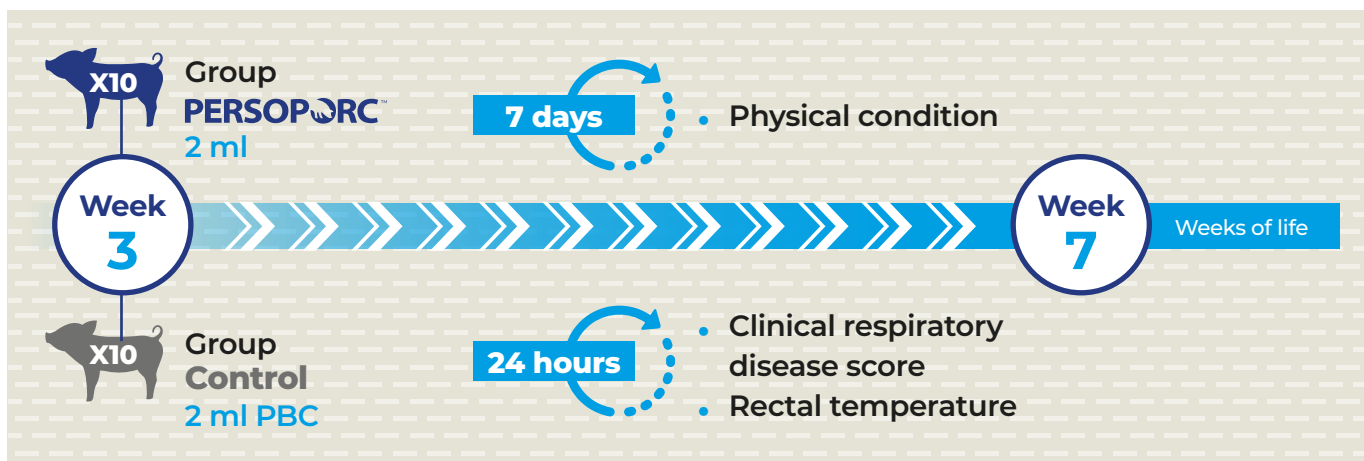 X10
Group
PERSOPORC™
2 ml
7 days
• Physical condition
Week
3
Week
7
Weeks of life
X10
Group
Control
2 ml PBC
24 hours
• Clinical respiratory
disease score
• Rectal temperature